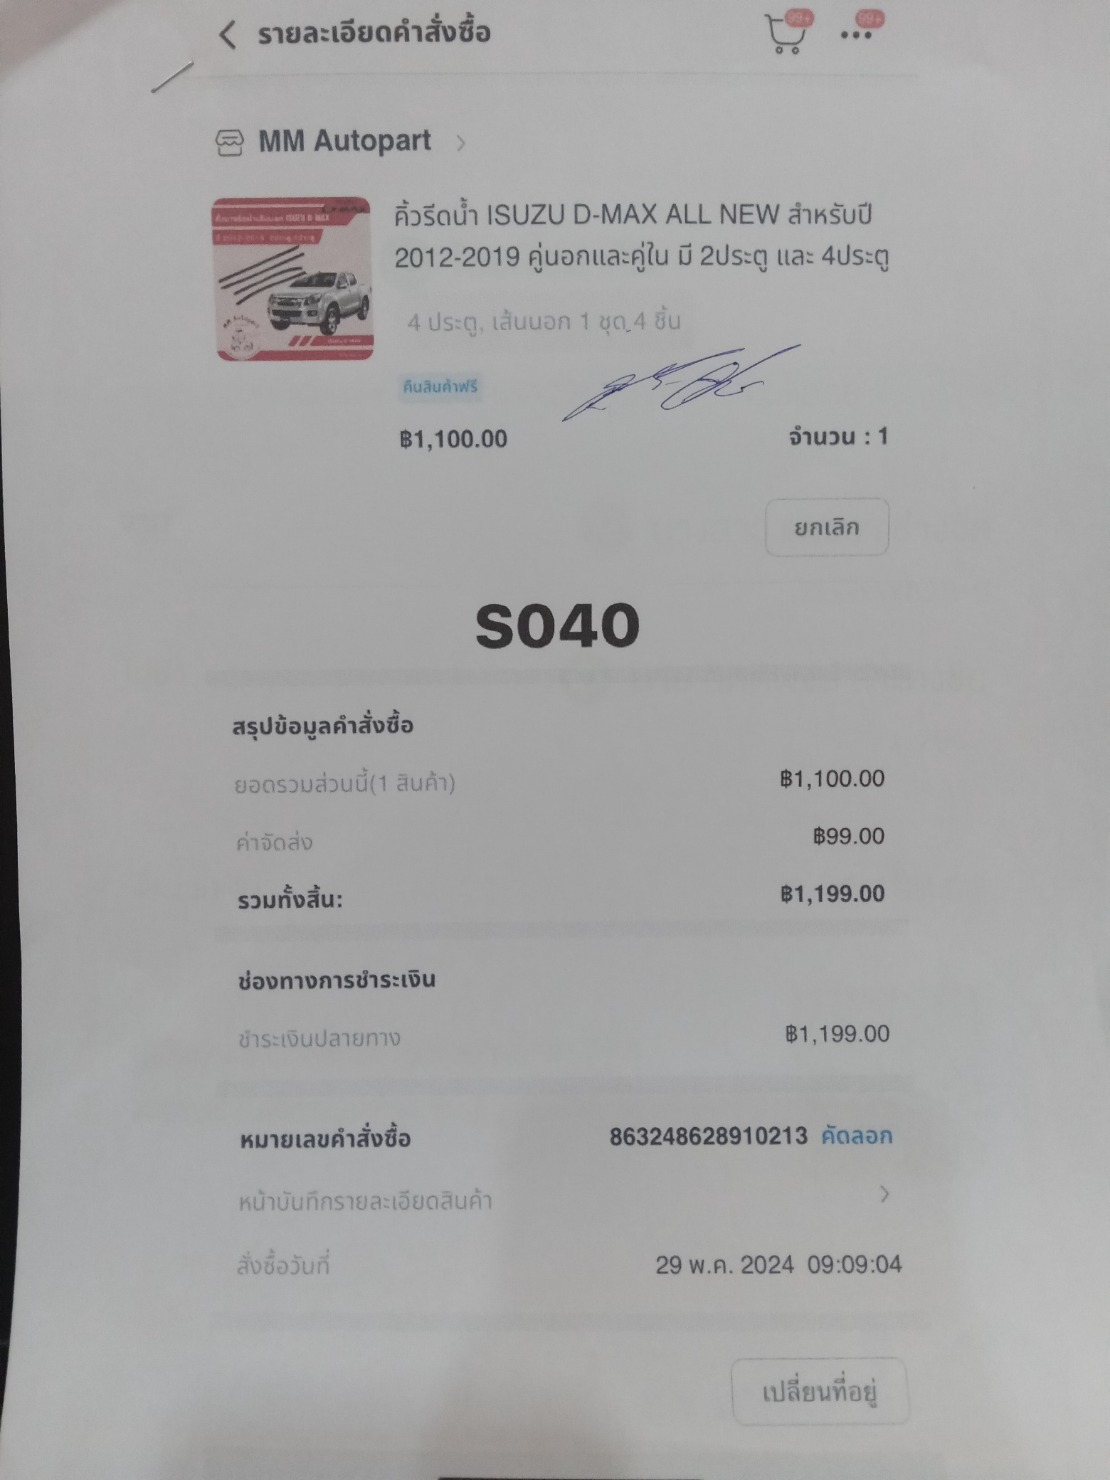 รายละเอียดคำสั่งซื้อ
99+
99+
MM Autopart
คิ้วรีดน้ำ ISUZU D-MAX ALL NEW สำหรับปี
2012-2019 คู่นอกและคู่ใน มี 2ประตู และ 4ประตู
4 ประตู, เส้นนอก 1 ชุด 4 ชิ้น
คืนสินค้าฟรี
฿1,100.00
จำนวน : 1
ยกเลิก
S040
สรุปข้อมูลคำสั่งซื้อ
ยอดรวมส่วนนี้(1 สินค้า)
฿1,100.00
ค่าจัดส่ง
฿99.00
รวมทั้งสิ้น:
฿1,199.00
ช่องทางการชำระเงิน
ชำระเงินปลายทาง
฿1,199.00
หมายเลขคำสั่งซื้อ
863248628910213 คัดลอก
หน้าบันทึกรายละเอียดสินค้า
สั่งซื้อวันที่
29 พ.ค. 2024 09:09:04
เปลี่ยนที่อยู่